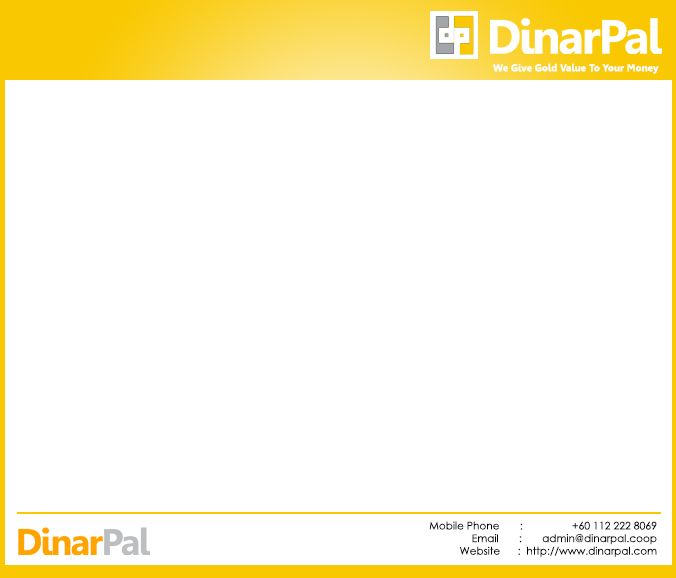 dp DinarPal
We Give Gold Value To Your Money
DinarPal
Mobile Phone : +60 112 222 8069
Email : admin@dinarpal.coop
Website : http://www.dinarpal.com